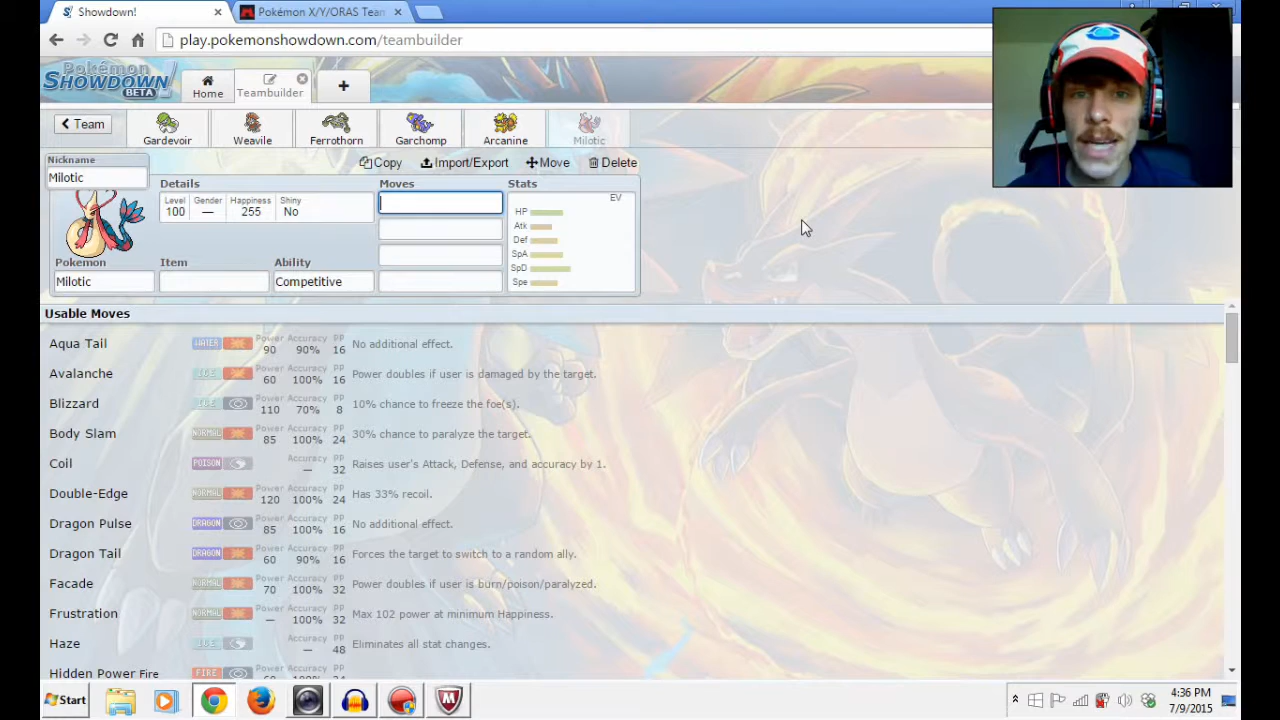 Showdown!
Pokémon X/Y/ORAS Team
play.pokemonshowdown.com/teambuilder
Pokémon
SHOWDOWN
BETA
Home
Teambuilder
+
< Team
Gardevoir
Weavile
Ferrothorn
Garchomp
Arcanine
Milotic
Nickname
Milotic
Copy
Import/Export
Move
Delete
Details
Moves
Stats
Level
Gender
Happiness
Shiny
100
—
255
No
EV
HP
Atk
Def
SpA
SpD
Spe
Pokemon
Item
Ability
Milotic
Competitive
Usable Moves
Aqua Tail WATER Power 90 Accuracy 90% PP 16 No additional effect.
Avalanche ICE Power 60 Accuracy 100% PP 16 Power doubles if user is damaged by the target.
Blizzard ICE Power 110 Accuracy 70% PP 8 10% chance to freeze the foe(s).
Body Slam NORMAL Power 85 Accuracy 100% PP 24 30% chance to paralyze the target.
Coil POISON Accuracy — PP 32 Raises user's Attack, Defense, and accuracy by 1.
Double-Edge NORMAL Power 120 Accuracy 100% PP 24 Has 33% recoil.
Dragon Pulse DRAGON Power 85 Accuracy 100% PP 16 No additional effect.
Dragon Tail DRAGON Power 60 Accuracy 90% PP 16 Forces the target to switch to a random ally.
Facade NORMAL Power 70 Accuracy 100% PP 32 Power doubles if user is burn/poison/paralyzed.
Frustration NORMAL Power — Accuracy 100% PP 32 Max 102 power at minimum Happiness.
Haze ICE Accuracy — PP 48 Eliminates all stat changes.
Hidden Power Fire FIRE Power Accuracy PP
Start
4:36 PM
7/9/2015